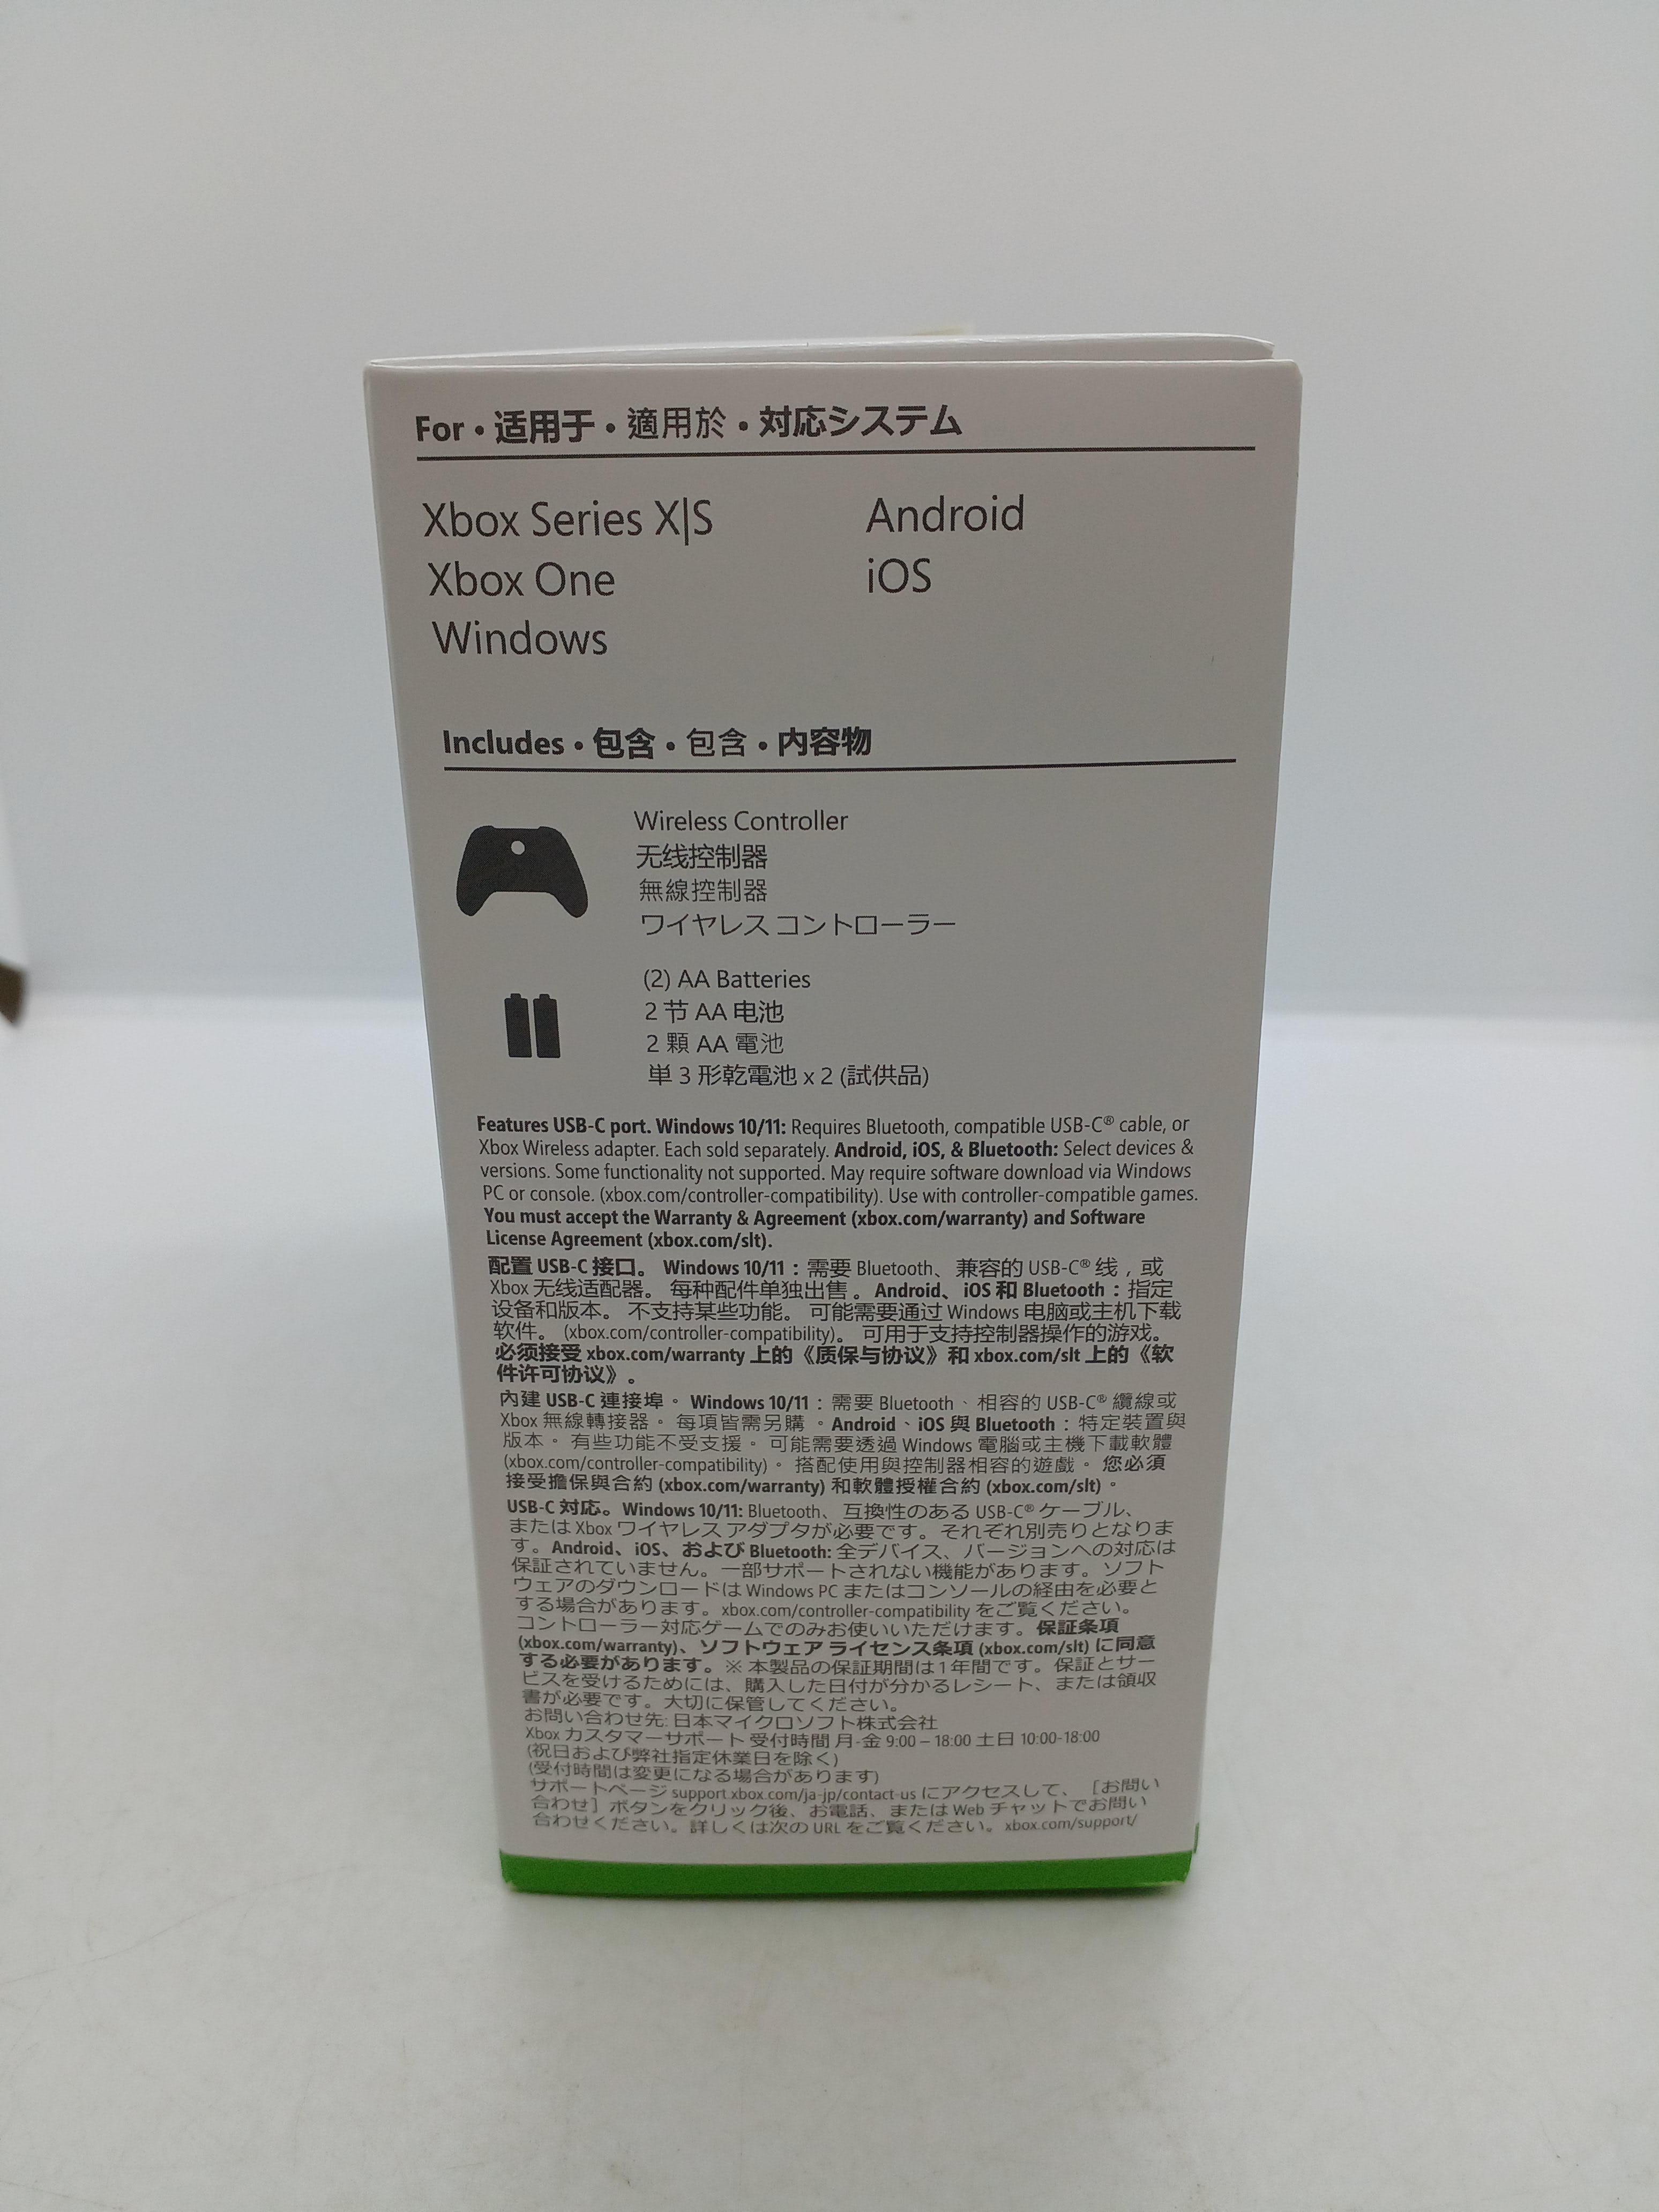 For • 适用于 • 適用於 • 対応システム
Xbox Series X|S
Xbox One
Windows
Android
iOS
Includes • 包含 • 包含 • 内容物
Wireless Controller
无线控制器
無線控制器
ワイヤレス コントローラー
(2) AA Batteries
2 节 AA 电池
2 顆 AA 電池
単 3 形乾電池 x 2 (試供品)
Features USB-C port. Windows 10/11: Requires Bluetooth, compatible USB-C® cable, or
Xbox Wireless adapter. Each sold separately. Android, iOS, & Bluetooth: Select devices &
versions. Some functionality not supported. May require software download via Windows
PC or console. (xbox.com/controller-compatibility). Use with controller-compatible games.
You must accept the Warranty & Agreement (xbox.com/warranty) and Software
License Agreement (xbox.com/slt).
配置 USB-C 接口。 Windows 10/11：需要 Bluetooth、兼容的 USB-C® 线，或
Xbox 无线适配器。 每种配件单独出售。Android、iOS 和 Bluetooth：指定
设备和版本。 不支持某些功能。 可能需要通过 Windows 电脑或主机下载
软件。 (xbox.com/controller-compatibility)。 可用于支持控制器操作的游戏。
必须接受 xbox.com/warranty 上的《质保与协议》和 xbox.com/slt 上的《软
件许可协议》。
內建 USB-C 連接埠。 Windows 10/11：需要 Bluetooth、相容的 USB-C® 纜線或
Xbox 無線轉接器。 每項皆需另購。Android、iOS 與 Bluetooth：特定裝置與
版本。 有些功能不受支援。 可能需要透過 Windows 電腦或主機下載軟體
(xbox.com/controller-compatibility)。 搭配使用與控制器相容的遊戲。 您必須
接受擔保與合約 (xbox.com/warranty) 和軟體授權合約 (xbox.com/slt)。
USB-C 対応。Windows 10/11: Bluetooth、互換性のある USB-C® ケーブル、
または Xbox ワイヤレス アダプタが必要です。それぞれ別売りとなりま
す。Android、iOS、および Bluetooth: 全デバイス、バージョンへの対応は
保証されていません。一部サポートされない機能があります。ソフト
ウェアのダウンロードは Windows PC またはコンソールの経由を必要と
する場合があります。xbox.com/controller-compatibility をご覧ください。
コントローラー対応ゲームでのみお使いいただけます。保証条項
(xbox.com/warranty)、ソフトウェア ライセンス条項 (xbox.com/slt) に同意
する必要があります。※ 本製品の保証期間は1年間です。保証とサー
ビスを受けるためには、購入した日付が分かるレシート、または領収
書が必要です。大切に保管してください。
お問い合わせ先: 日本マイクロソフト株式会社
Xbox カスタマーサポート 受付時間 月-金 9:00 – 18:00 土日 10:00-18:00
(祝日および弊社指定休業日を除く)
(受付時間は変更になる場合があります)
サポートページ support.xbox.com/ja-jp/contact-us にアクセスして、［お問い
合わせ］ボタンをクリック後、お電話、または Web チャットでお問い
合わせください。詳しくは次の URL をご覧ください。xbox.com/support/